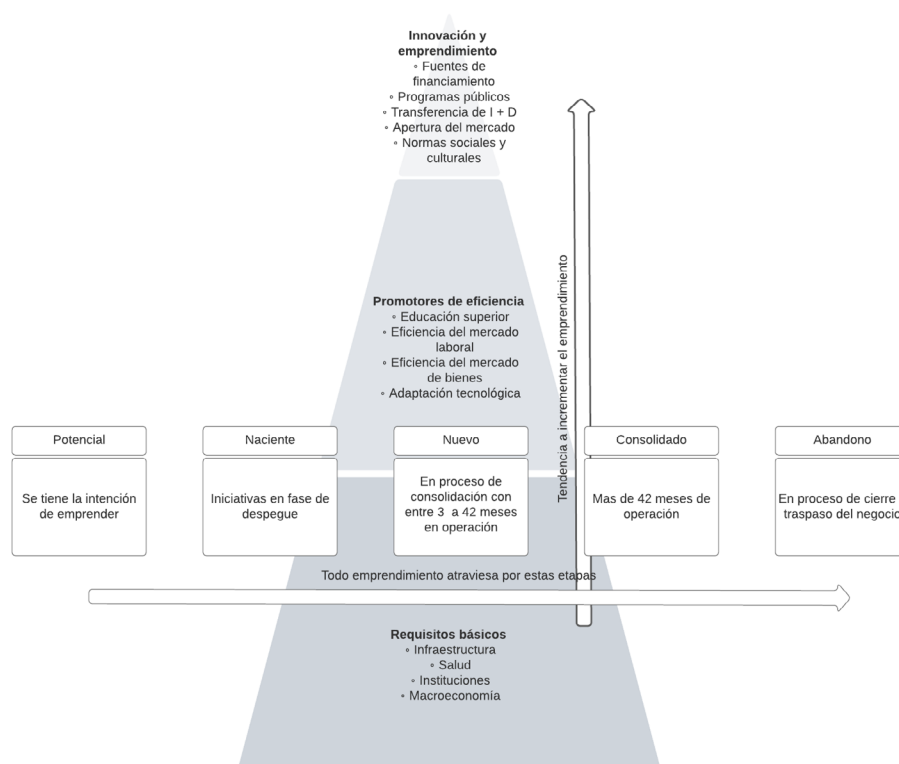 Innovación y
emprendimiento
◦ Fuentes de
financiamiento
◦ Programas públicos
◦ Transferencia de I + D
◦ Apertura del mercado
◦ Normas sociales y
culturales
Promotores de eficiencia
◦ Educación superior
◦ Eficiencia del mercado
laboral
◦ Eficiencia del mercado
de bienes
◦ Adaptación tecnológica
Tendencia a incrementar el emprendimiento
Potencial
Se tiene la intención
de emprender
Naciente
Iniciativas en fase de
despegue
Nuevo
En proceso de
consolidación con
entre 3 a 42 meses
en operación
Consolidado
Mas de 42 meses de
operación
Abandono
En proceso de cierre
traspaso del negocio
Todo emprendimiento atraviesa por estas etapas
Requisitos básicos
◦ Infraestructura
◦ Salud
◦ Instituciones
◦ Macroeconomía